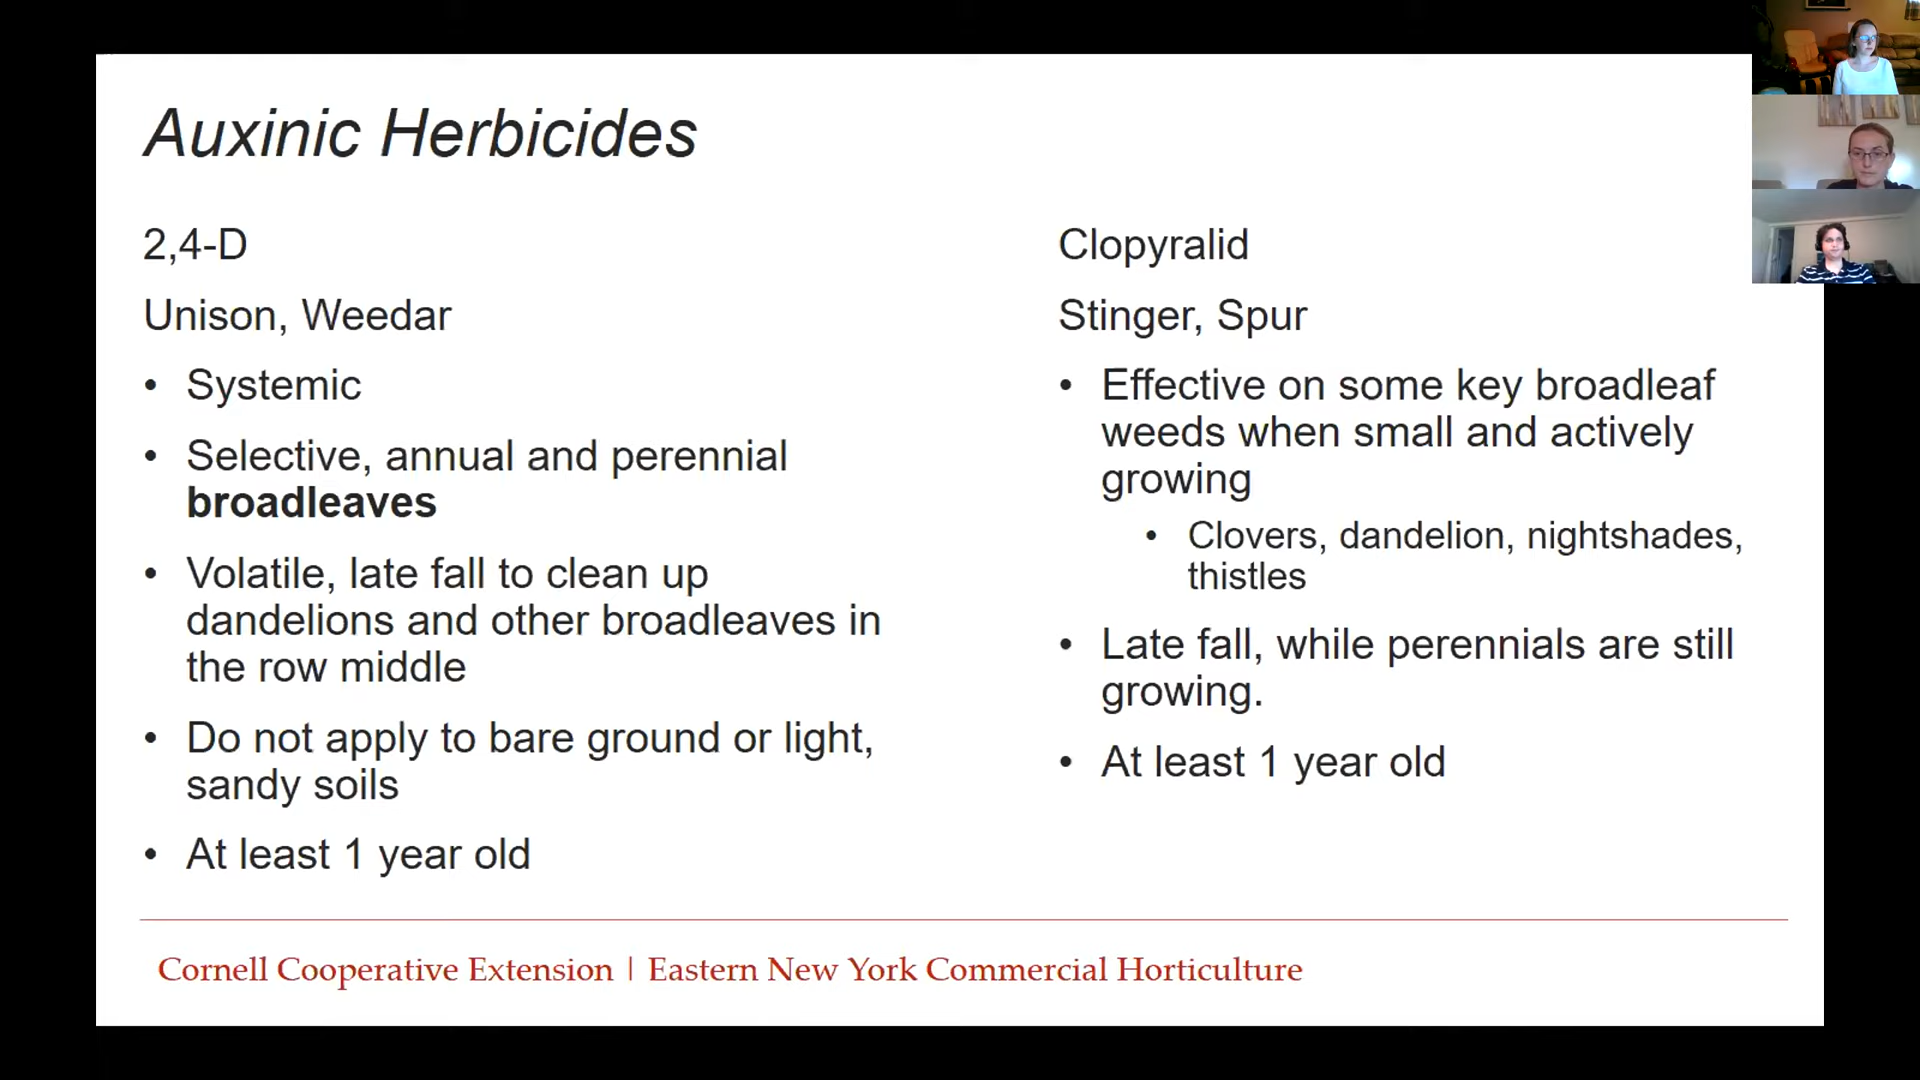 Auxinic Herbicides
2,4-D
Unison, Weedar
• Systemic
• Selective, annual and perennial
broadleaves
• Volatile, late fall to clean up
dandelions and other broadleaves in
the row middle
• Do not apply to bare ground or light,
sandy soils
• At least 1 year old
Clopyralid
Stinger, Spur
• Effective on some key broadleaf
weeds when small and actively
growing
• Clovers, dandelion, nightshades,
thistles
• Late fall, while perennials are still
growing.
• At least 1 year old
Cornell Cooperative Extension | Eastern New York Commercial Horticulture